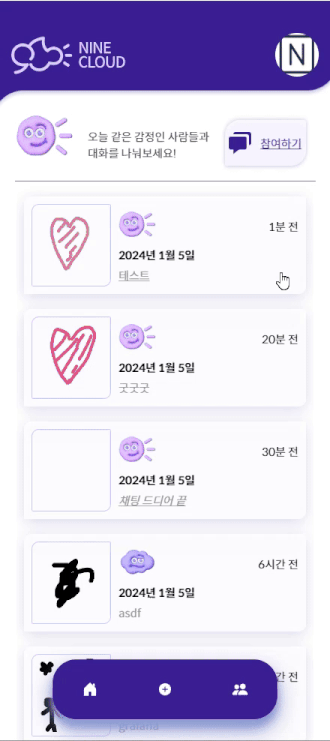 NINE
CLOUD
N
오늘 같은 감정인 사람들과
대화를 나눠보세요!
참여하기
1분 전
2024년 1월 5일
테스트
20분 전
2024년 1월 5일
굿굿굿
30분 전
2024년 1월 5일
채팅 드디어 끝
6시간 전
2024년 1월 5일
asdf
간 전